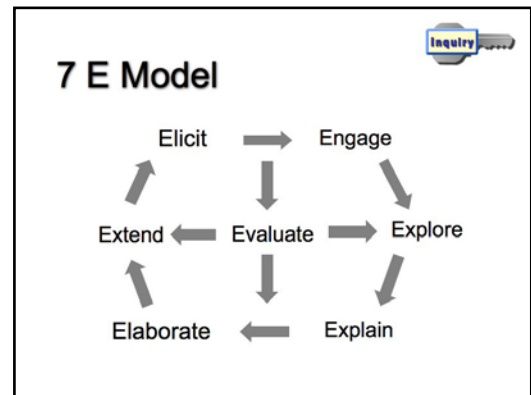 Inquiry
7 E Model
Elicit Engage
Extend Evaluate Explore
Elaborate Explain